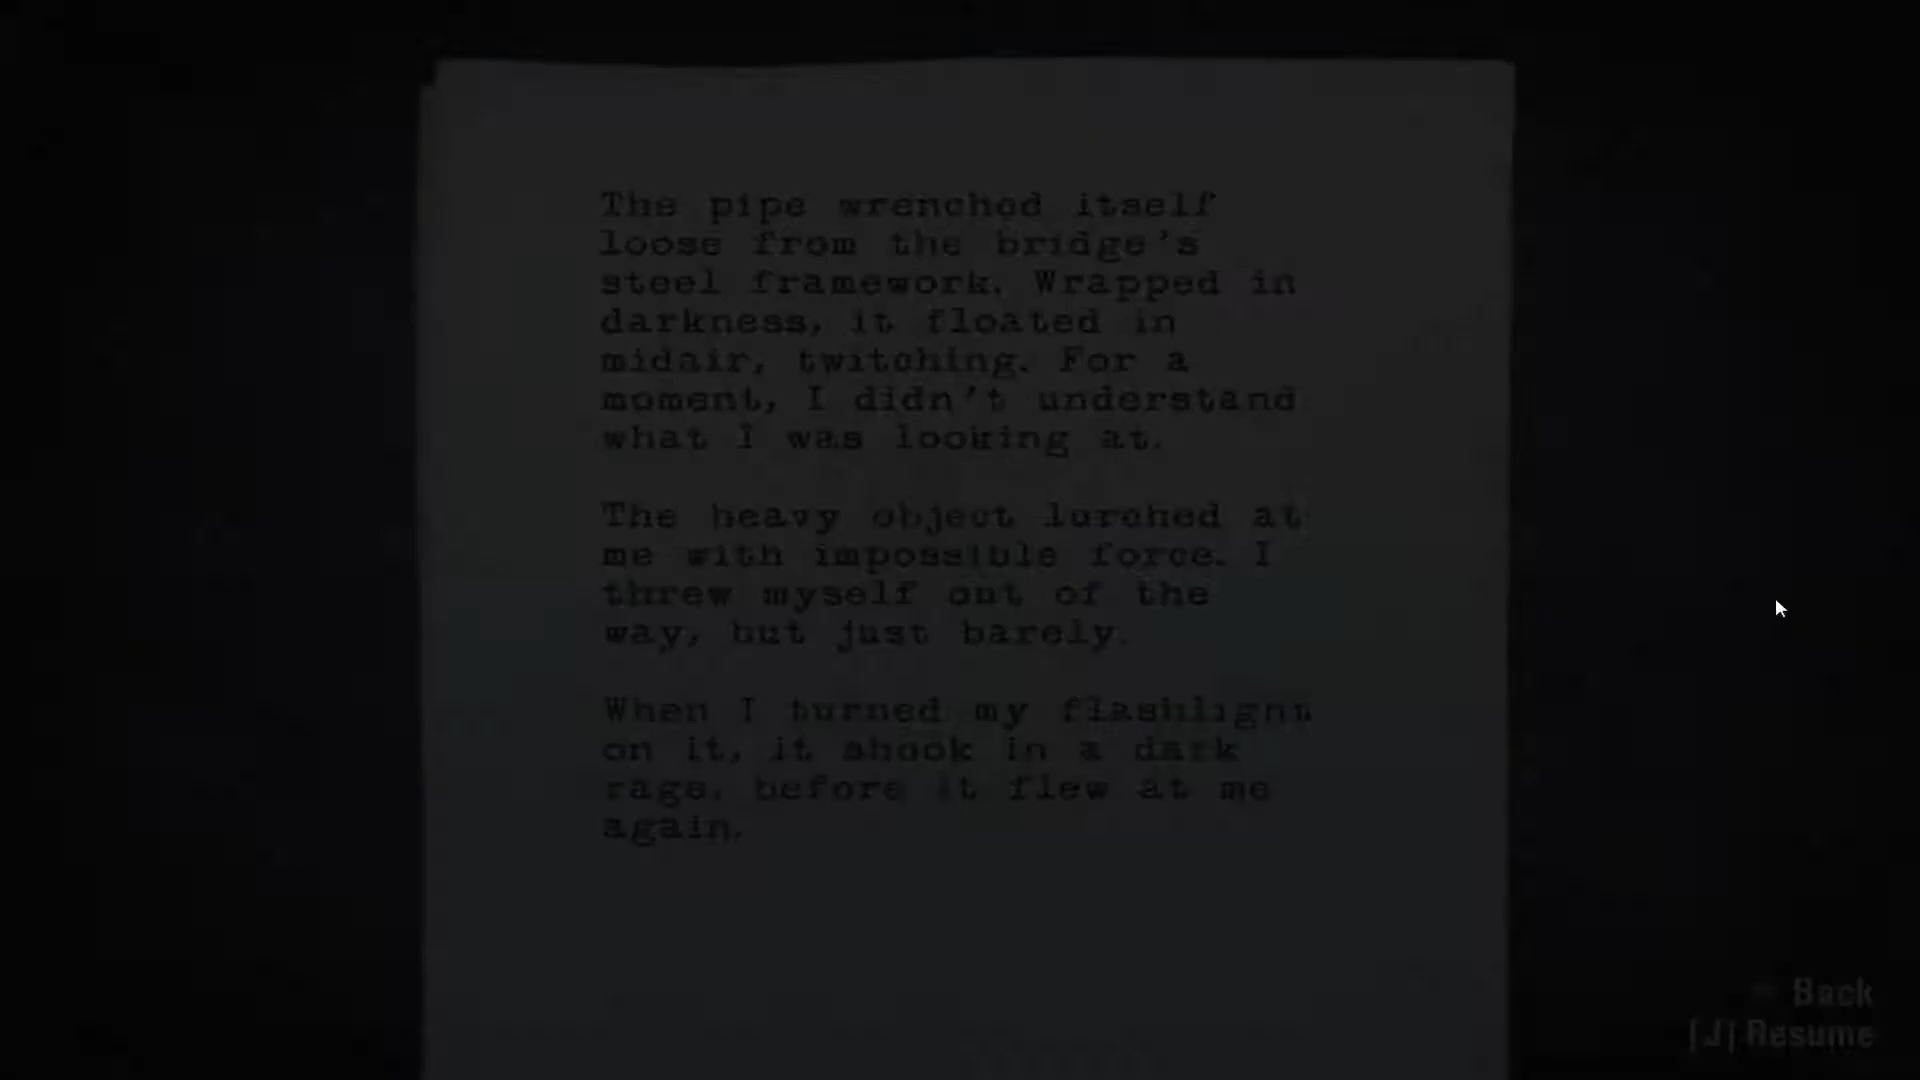 The pipe wrenched itself
loose from the bridge's
steel framework. Wrapped in
darkness, it floated in
midair, twitching. For a
moment, I didn't understand
what I was looking at.
The heavy object lurched at
me with impossible force. I
threw myself out of the
way, but just barely.
When I turned my flashlight
on it, it shook in a dark
rage, before it flew at me
again.
Back
[J] Resume